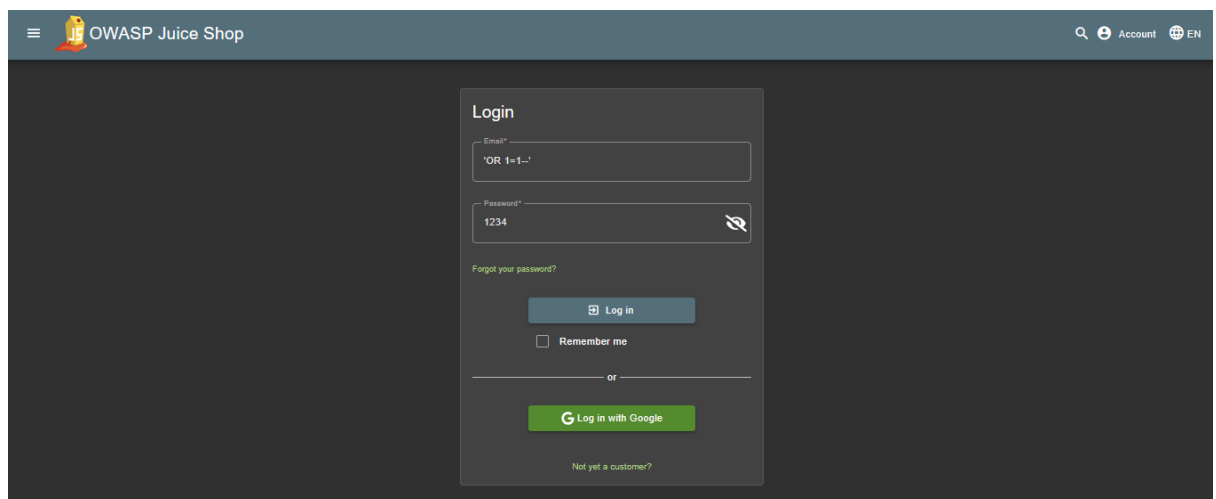 OWASP Juice Shop
Account EN
Login
Email*
'OR 1=1--'
Password*
1234
Forgot your password?
Log in
Remember me
or
G Log in with Google
Not yet a customer?